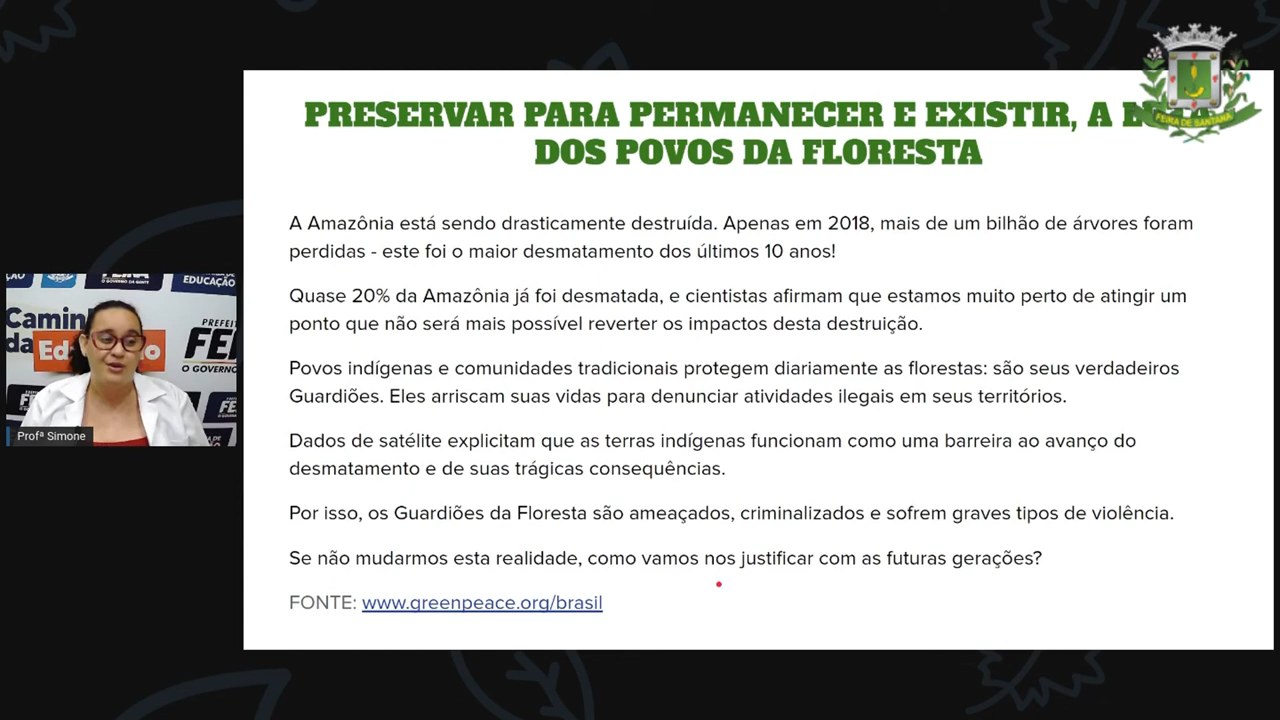 FEIRA DE SANTANA
PRESERVAR PARA PERMANECER E EXISTIR, A
DOS POVOS DA FLORESTA
A Amazônia está sendo drasticamente destruída. Apenas em 2018, mais de um bilhão de árvores foram
perdidas - este foi o maior desmatamento dos últimos 10 anos!
Quase 20% da Amazônia já foi desmatada, e cientistas afirmam que estamos muito perto de atingir um
ponto que não será mais possível reverter os impactos desta destruição.
Povos indígenas e comunidades tradicionais protegem diariamente as florestas: são seus verdadeiros
Guardiões. Eles arriscam suas vidas para denunciar atividades ilegais em seus territórios.
Dados de satélite explicitam que as terras indígenas funcionam como uma barreira ao avanço do
desmatamento e de suas trágicas consequências.
Por isso, os Guardiões da Floresta são ameaçados, criminalizados e sofrem graves tipos de violência.
Se não mudarmos esta realidade, como vamos nos justificar com as futuras gerações?
FONTE: www.greenpeace.org/brasil
EDUCAÇÃO
O GOVERNO DA GENTE
Profª Simone